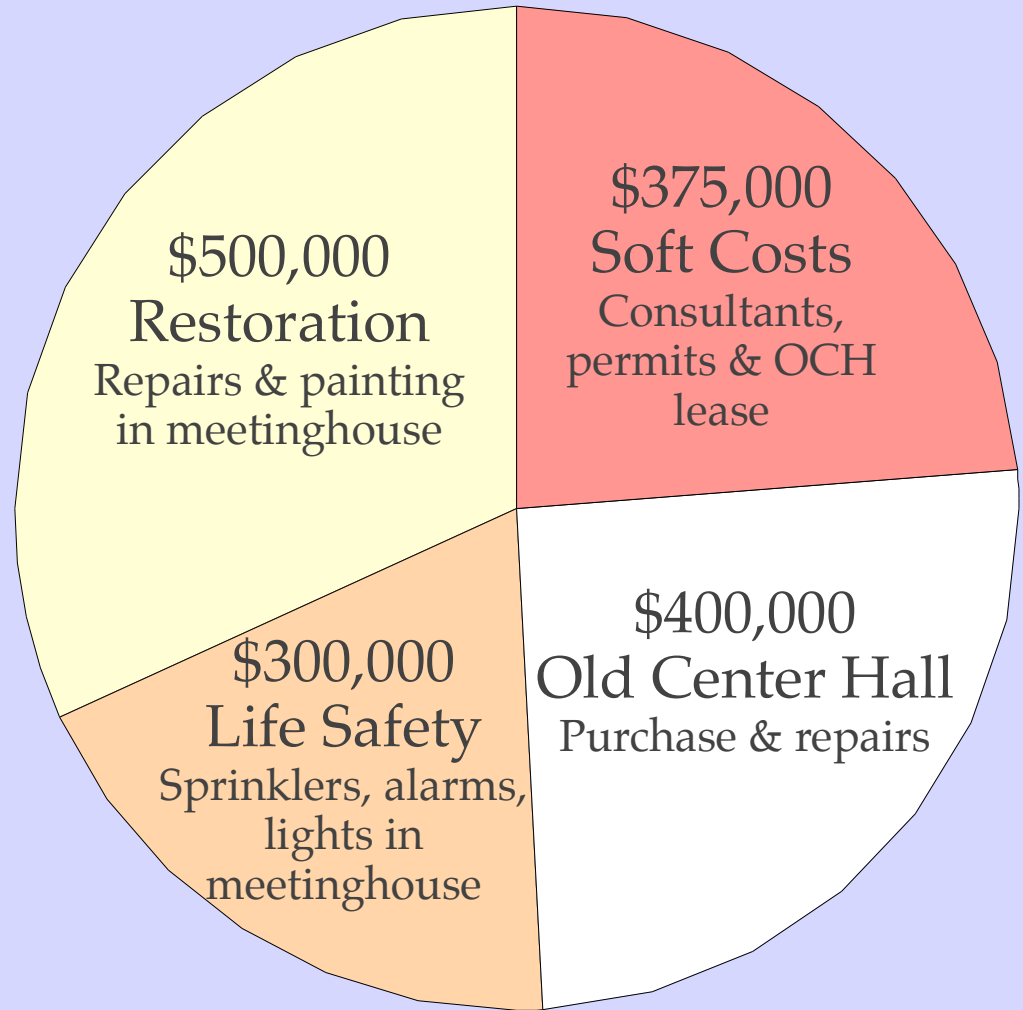 $500,000
Restoration
Repairs & painting
in meetinghouse
$375,000
Soft Costs
Consultants,
permits & OCH
lease
$300,000
Life Safety
Sprinklers, alarms,
lights in
meetinghouse
$400,000
Old Center Hall
Purchase & repairs